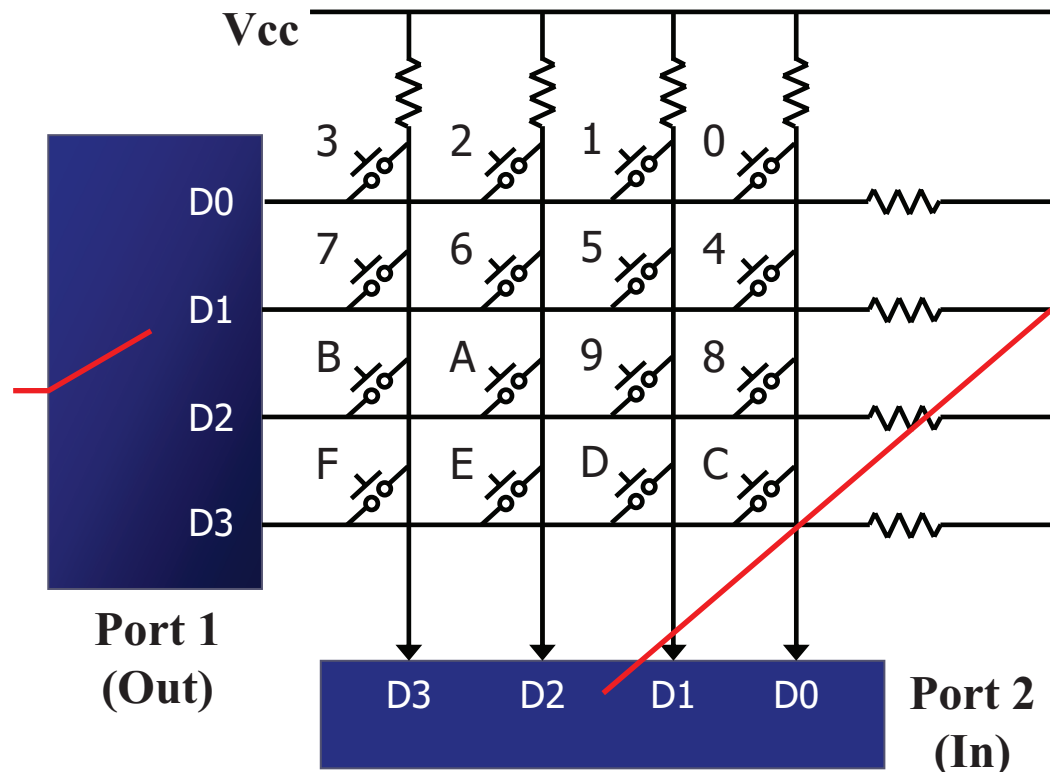 Vcc
3 2 1 0
D0
7 6 5 4
D1
B A 9 8
D2
F E D C
D3
Port 1
(Out)
D3 D2 D1 D0
Port 2
(In)